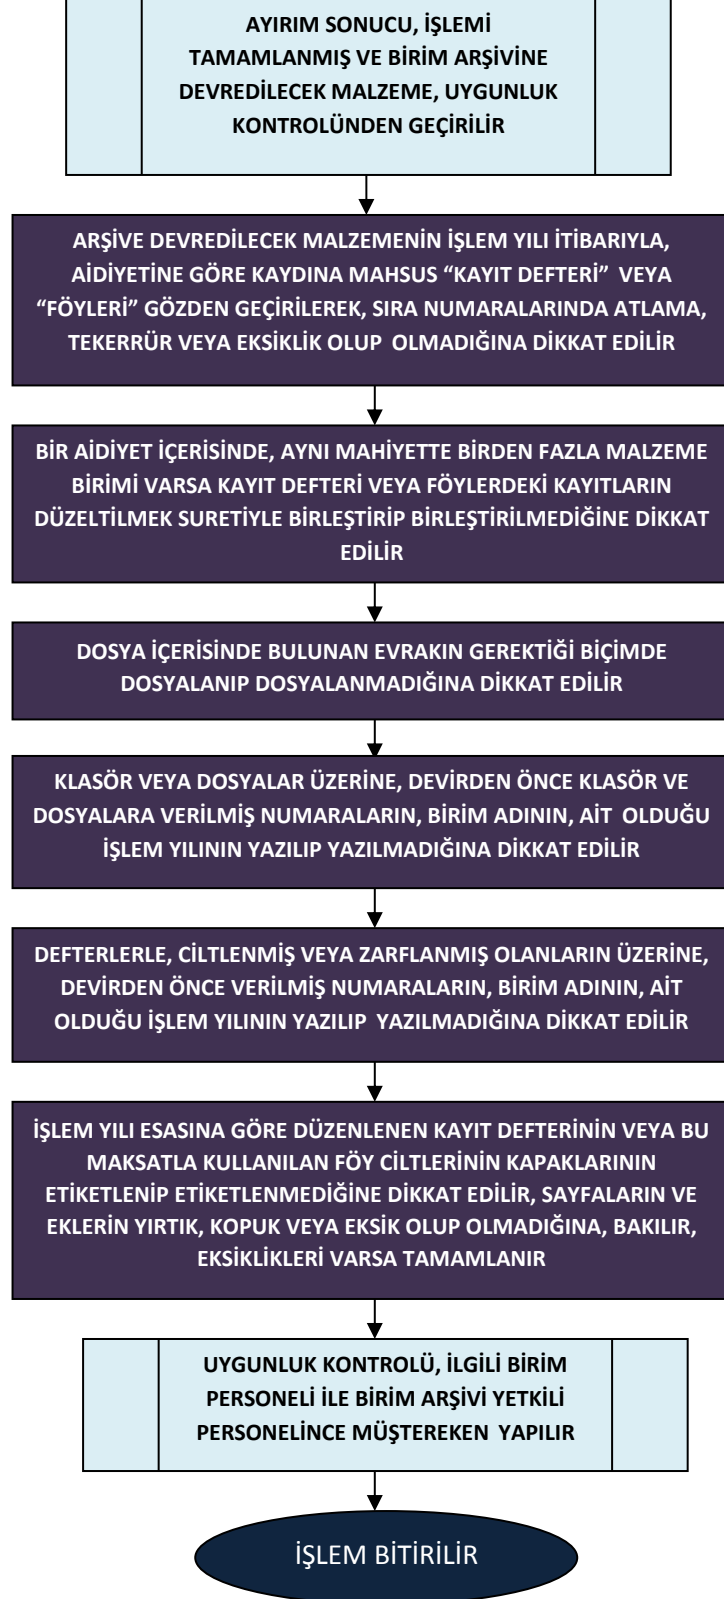 AYIRIM SONUCU, İŞLEMİ
TAMAMLANMIŞ VE BİRİM ARŞİVİNE
DEVREDİLECEK MALZEME, UYGUNLUK
KONTROLÜNDEN GEÇİRİLİR
ARŞİVE DEVREDİLECEK MALZEMENİN İŞLEM YILI İTİBARIYLA,
AİDİYETİNE GÖRE KAYDINA MAHSUS “KAYIT DEFTERİ” VEYA
“FÖYLERİ” GÖZDEN GEÇİRİLEREK, SIRA NUMARALARINDA ATLAMA,
TEKERRÜR VEYA EKSİKLİK OLUP OLMADIĞINA DİKKAT EDİLİR
BİR AİDİYET İÇERİSİNDE, AYNI MAHİYETTE BİRDEN FAZLA MALZEME
BİRİMİ VARSA KAYIT DEFTERİ VEYA FÖYLERDEKİ KAYITLARIN
DÜZELTİLMEK SURETİYLE BİRLEŞTİRİP BİRLEŞTİRİLMEDİĞİNE DİKKAT
EDİLİR
DOSYA İÇERİSİNDE BULUNAN EVRAKIN GEREKTİĞİ BİÇİMDE
DOSYALANIP DOSYALANMADIĞINA DİKKAT EDİLİR
KLASÖR VEYA DOSYALAR ÜZERİNE, DEVİRDEN ÖNCE KLASÖR VE
DOSYALARA VERİLMİŞ NUMARALARIN, BİRİM ADININ, AİT OLDUĞU
İŞLEM YILININ YAZILIP YAZILMADIĞINA DİKKAT EDİLİR
DEFTERLERLE, CİLTLENMİŞ VEYA ZARFLANMIŞ OLANLARIN ÜZERİNE,
DEVİRDEN ÖNCE VERİLMİŞ NUMARALARIN, BİRİM ADININ, AİT
OLDUĞU İŞLEM YILININ YAZILIP YAZILMADIĞINA DİKKAT EDİLİR
İŞLEM YILI ESASINA GÖRE DÜZENLENEN KAYIT DEFTERİNİN VEYA BU
MAKSATLA KULLANILAN FÖY CİLTLERİNİN KAPAKLARININ
ETİKETLENİP ETİKETLENMEDİĞİNE DİKKAT EDİLİR, SAYFALARIN VE
EKLERİN YIRTIK, KOPUK VEYA EKSİK OLUP OLMADIĞINA, BAKILIR,
EKSİKLİKLERİ VARSA TAMAMLANIR
UYGUNLUK KONTROLÜ, İLGİLİ BİRİM
PERSONELİ İLE BİRİM ARŞİVİ YETKİLİ
PERSONELİNCE MÜŞTEREKEN YAPILIR
İŞLEM BİTİRİLİR